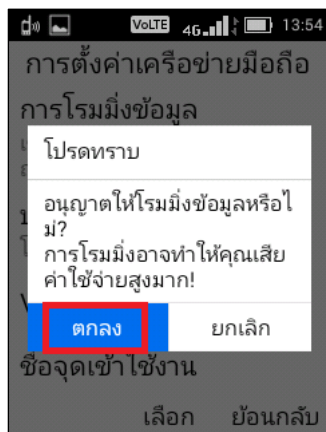 VoLTE 4G 13:54
การตั้งค่าเครือข่ายมือถือ
การโรมมิ่งข้อมูล
โปรดทราบ
อนุญาตให้โรมมิ่งข้อมูลหรือไ
ม่?
การโรมมิ่งอาจทำให้คุณเสีย
ค่าใช้จ่ายสูงมาก!
ตกลง ยกเลิก
ชื่อจุดเข้าใช้งาน
เลือก ย้อนกลับ